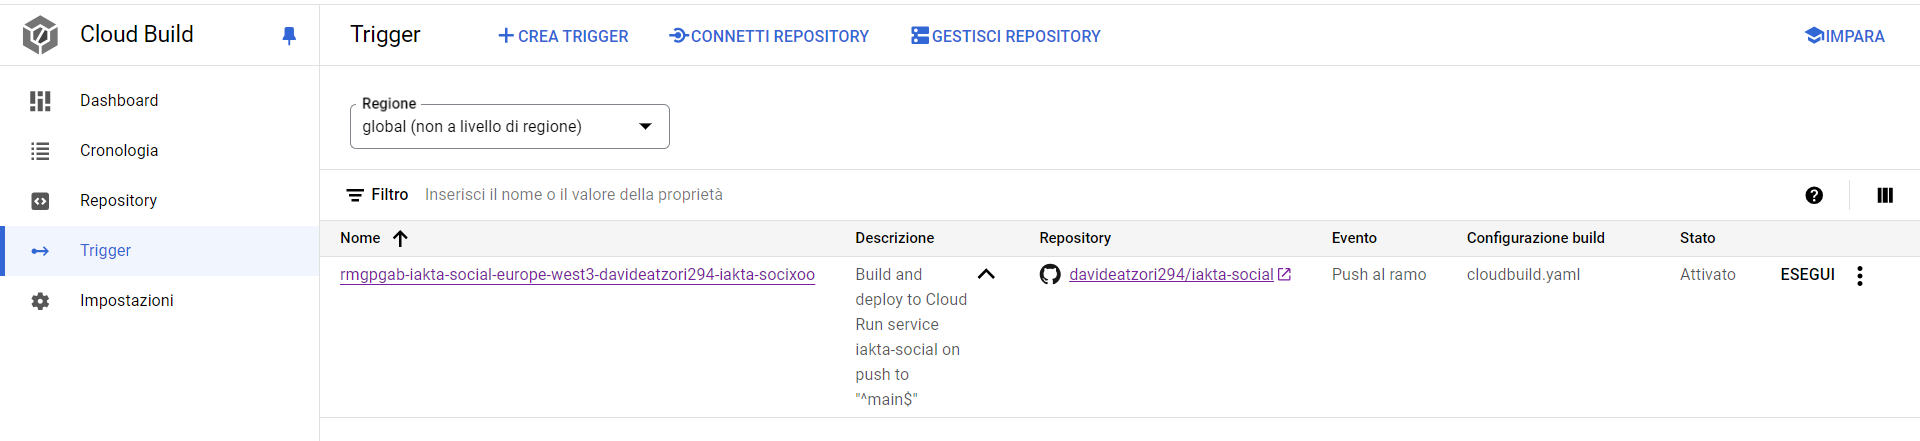 Cloud Build
Trigger
CREA TRIGGER
CONNETTI REPOSITORY
GESTISCI REPOSITORY
IMPARA
Dashboard
Cronologia
Repository
Trigger
Impostazioni
Regione
global (non a livello di regione)
Filtro Inserisci il nome o il valore della proprietà
Nome Descrizione Repository Evento Configurazione build Stato
rmgpgab-iakta-social-europe-west3-davideatzori294-iakta-socixoo
Build and
deploy to Cloud
Run service
iakta-social on
push to
"^main$"
davideatzori294/iakta-social
Push al ramo
cloudbuild.yaml
Attivato
ESEGUI